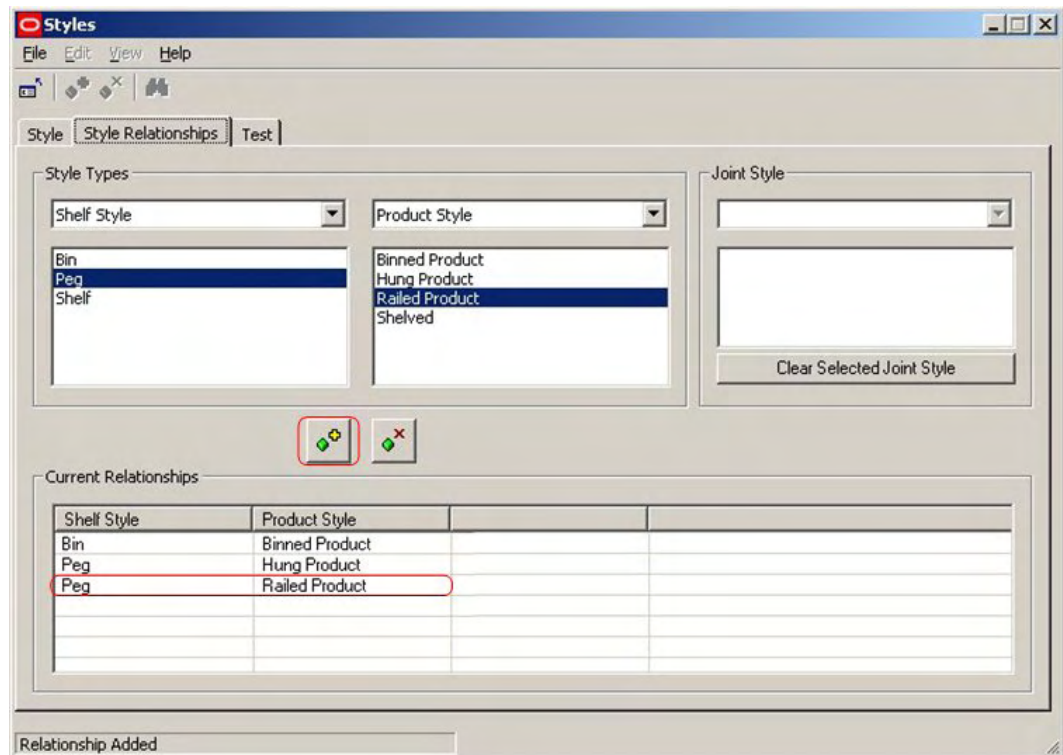 Styles
File Edit View Help
Style Style Relationships Test
Style Types Joint Style
Shelf Style Product Style
Bin Binned Product
Peg Hung Product
Shelf Railed Product
Shelved
Clear Selected Joint Style
Current Relationships
Shelf Style Product Style
Bin Binned Product
Peg Hung Product
Peg Railed Product
Relationship Added